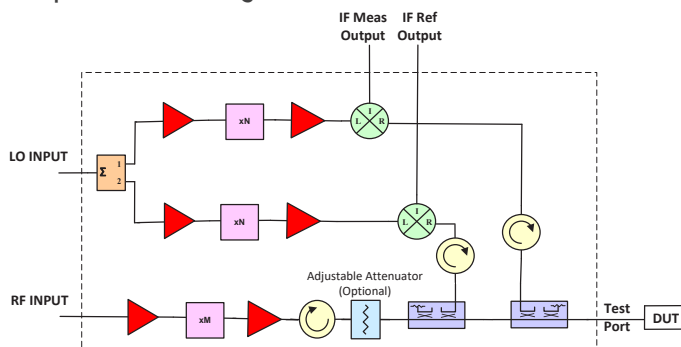 IF Meas Output
IF Ref Output
LO INPUT
Σ
1
2
xN
L
I
R
xN
L
I
R
Adjustable Attenuator
(Optional)
RF INPUT
xM
Test
Port
DUT